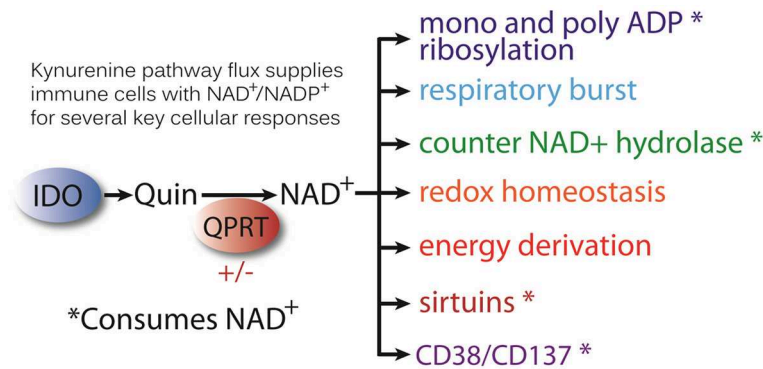 mono and poly ADP *
ribosylation
Kynurenine pathway flux supplies
immune cells with NAD⁺/NADP⁺
for several key cellular responses
respiratory burst
counter NAD+ hydrolase *
IDO
Quin
NAD⁺
redox homeostasis
QPRT
+/-
energy derivation
*Consumes NAD⁺
sirtuins *
CD38/CD137 *